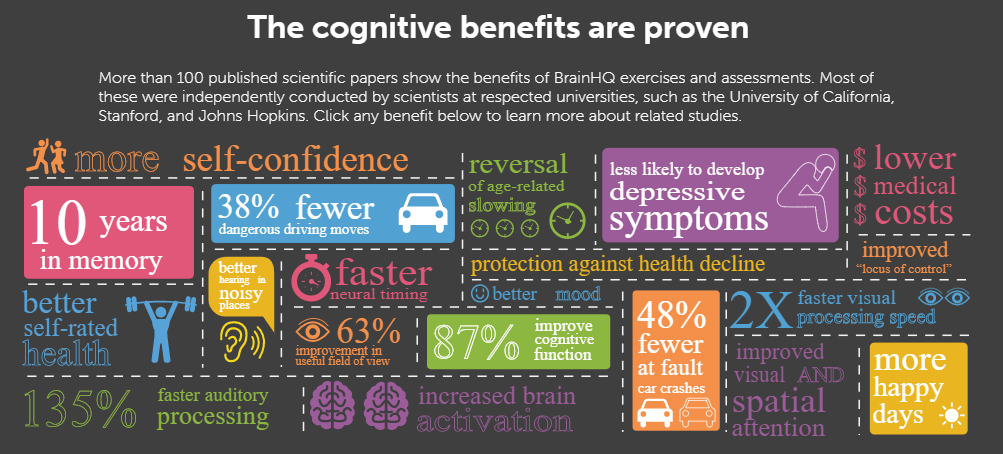 The cognitive benefits are proven
More than 100 published scientific papers show the benefits of BrainHQ exercises and assessments. Most of
these were independently conducted by scientists at respected universities, such as the University of California,
Stanford, and Johns Hopkins. Click any benefit below to learn more about related studies.
more self-confidence
10 years
in memory
38% fewer
dangerous driving moves
reversal
of age-related
slowing
less likely to develop
depressive
symptoms
$ lower
$ medical
$ costs
improved
"locus of control"
better
self-rated
health
better
hearing in
noisy
places
faster
neural timing
protection against health decline
better mood
63%
improvement in
useful field of view
87%
improve
cognitive
function
48%
fewer
at fault
car crashes
2X
faster visual
processing speed
135%
faster auditory
processing
increased brain
activation
improved
visual AND
spatial
attention
more
happy
days